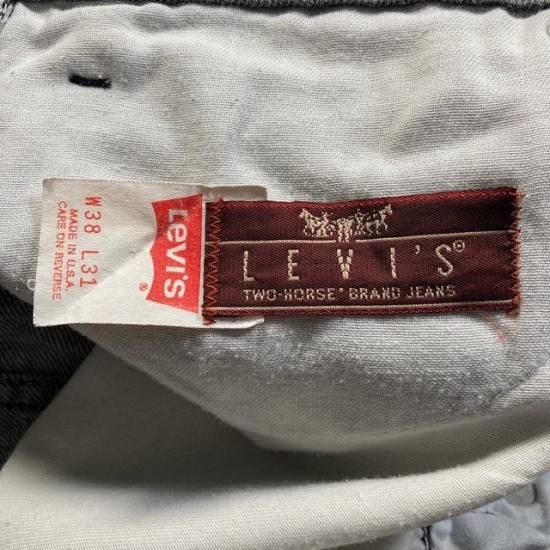 W38 L31
MADE IN U.S.A.
CARE ON REVERSE
Levi's
®
LEVI'S©
TWO-HORSE® BRAND JEANS